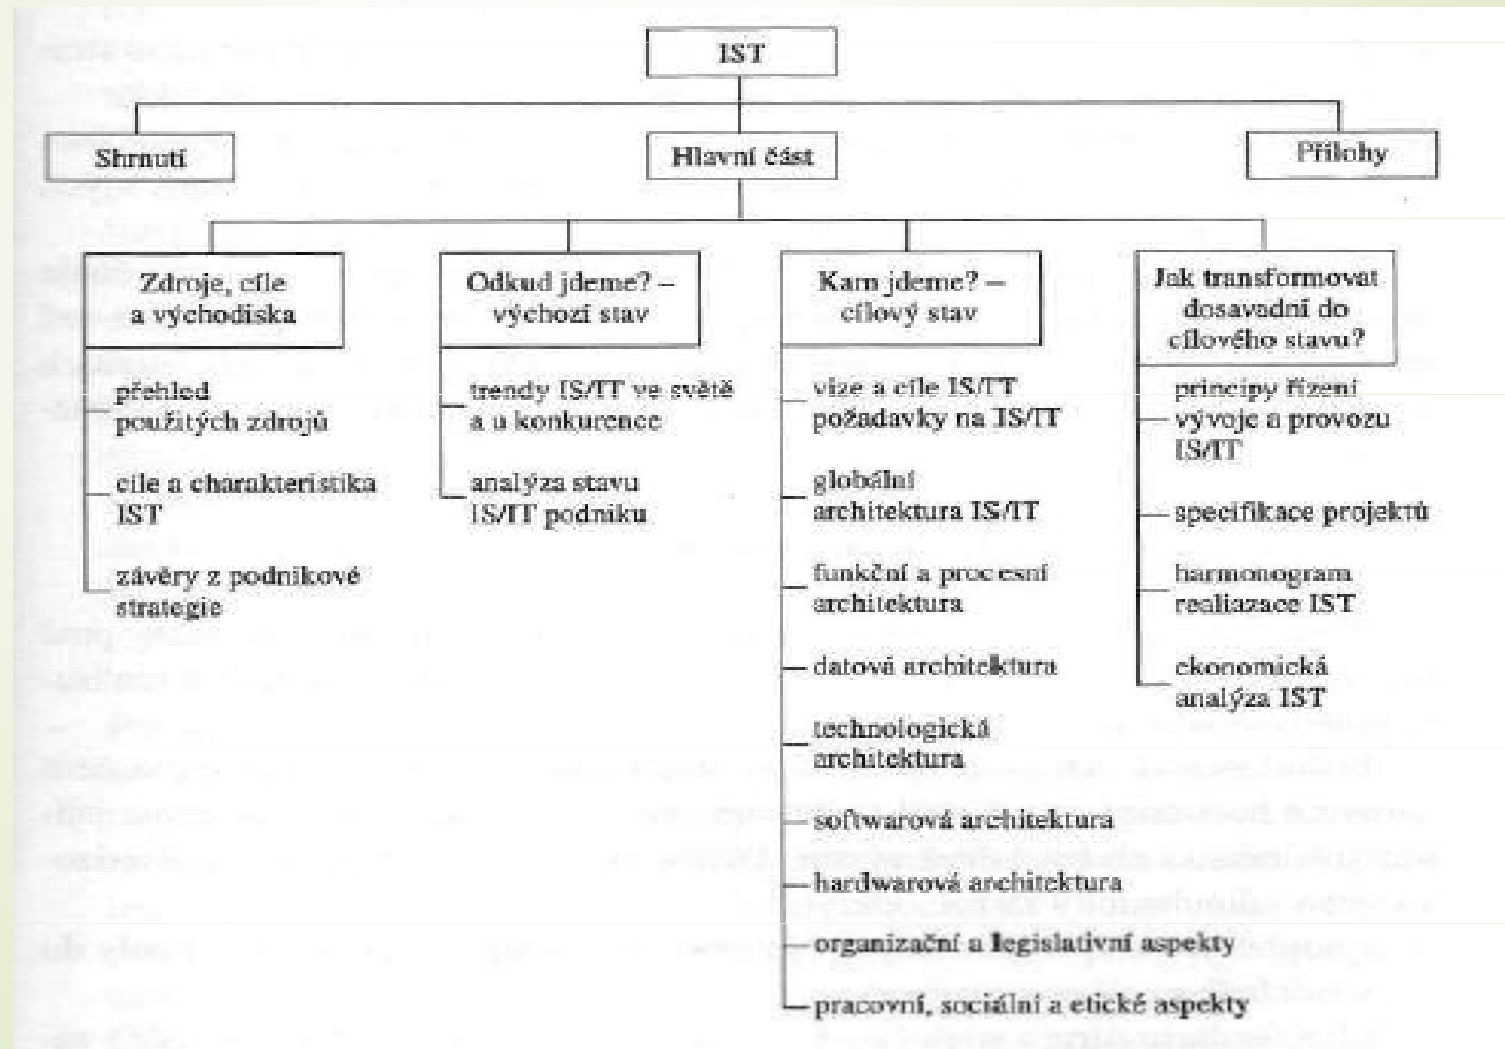 IST
Shrnutí
Hlavní část
Přílohy
Zdroje, cíle
a východiska
přehled
použitých zdrojů
cíle a charakteristika
IST
závěry z podnikové
strategie
Odkud jdeme? –
výchozí stav
trendy IS/IT ve světě
a u konkurence
analýza stavu
IS/IT podniku
Kam jdeme? –
cílový stav
vize a cíle IS/IT
požadavky na IS/IT
globální
architektura IS/IT
funkční a procesní
architektura
datová architektura
technologická
architektura
softwarová architektura
hardwarová architektura
organizační a legislativní aspekty
pracovní, sociální a etické aspekty
Jak transformovat
dosavadní do
cílového stavu?
principy řízení
vývoje a provozu
IS/IT
specifikace projektů
harmonogram
realiazace IST
ekonomická
analýza IST